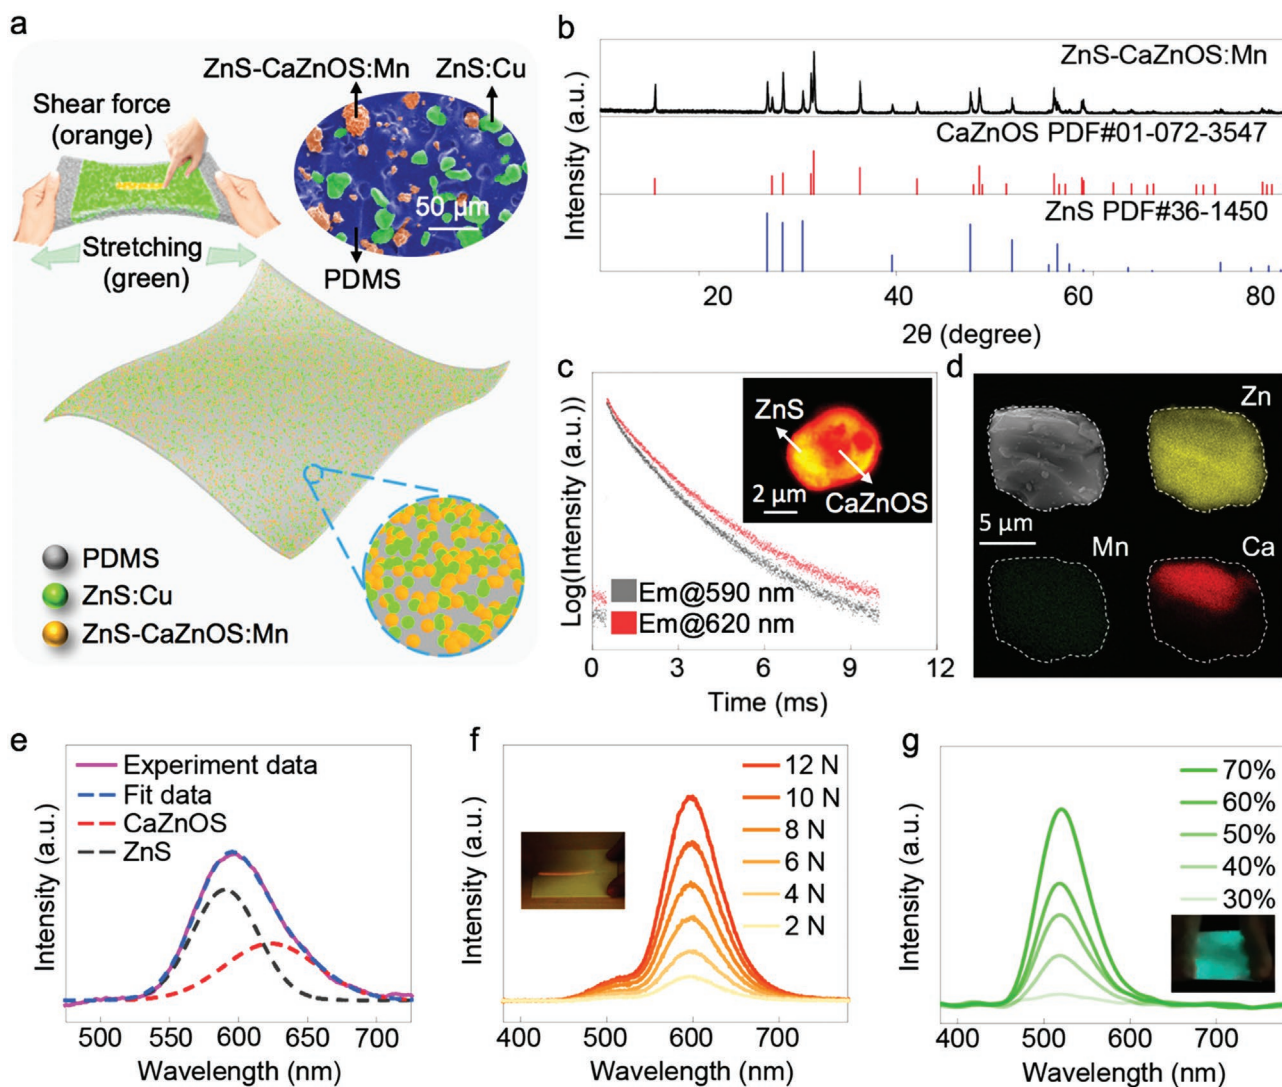 a
ZnS-CaZnOS:Mn
ZnS:Cu
Shear force
(orange)
50 μm
Stretching
(green)
PDMS
PDMS
ZnS:Cu
ZnS-CaZnOS:Mn
b
Intensity (a.u.)
ZnS-CaZnOS:Mn
CaZnOS PDF#01-072-3547
ZnS PDF#36-1450
20 40 60 80
2θ (degree)
c
Log(Intensity (a.u.))
ZnS
2 μm
CaZnOS
Em@590 nm
Em@620 nm
0 3 6 9 12
Time (ms)
d
Zn
5 μm
Mn
Ca
e
Intensity (a.u.)
Experiment data
Fit data
CaZnOS
ZnS
500 550 600 650 700
Wavelength (nm)
f
Intensity (a.u.)
12 N
10 N
8 N
6 N
4 N
2 N
400 500 600 700
Wavelength (nm)
g
Intensity (a.u.)
70%
60%
50%
40%
30%
400 500 600 700
Wavelength (nm)